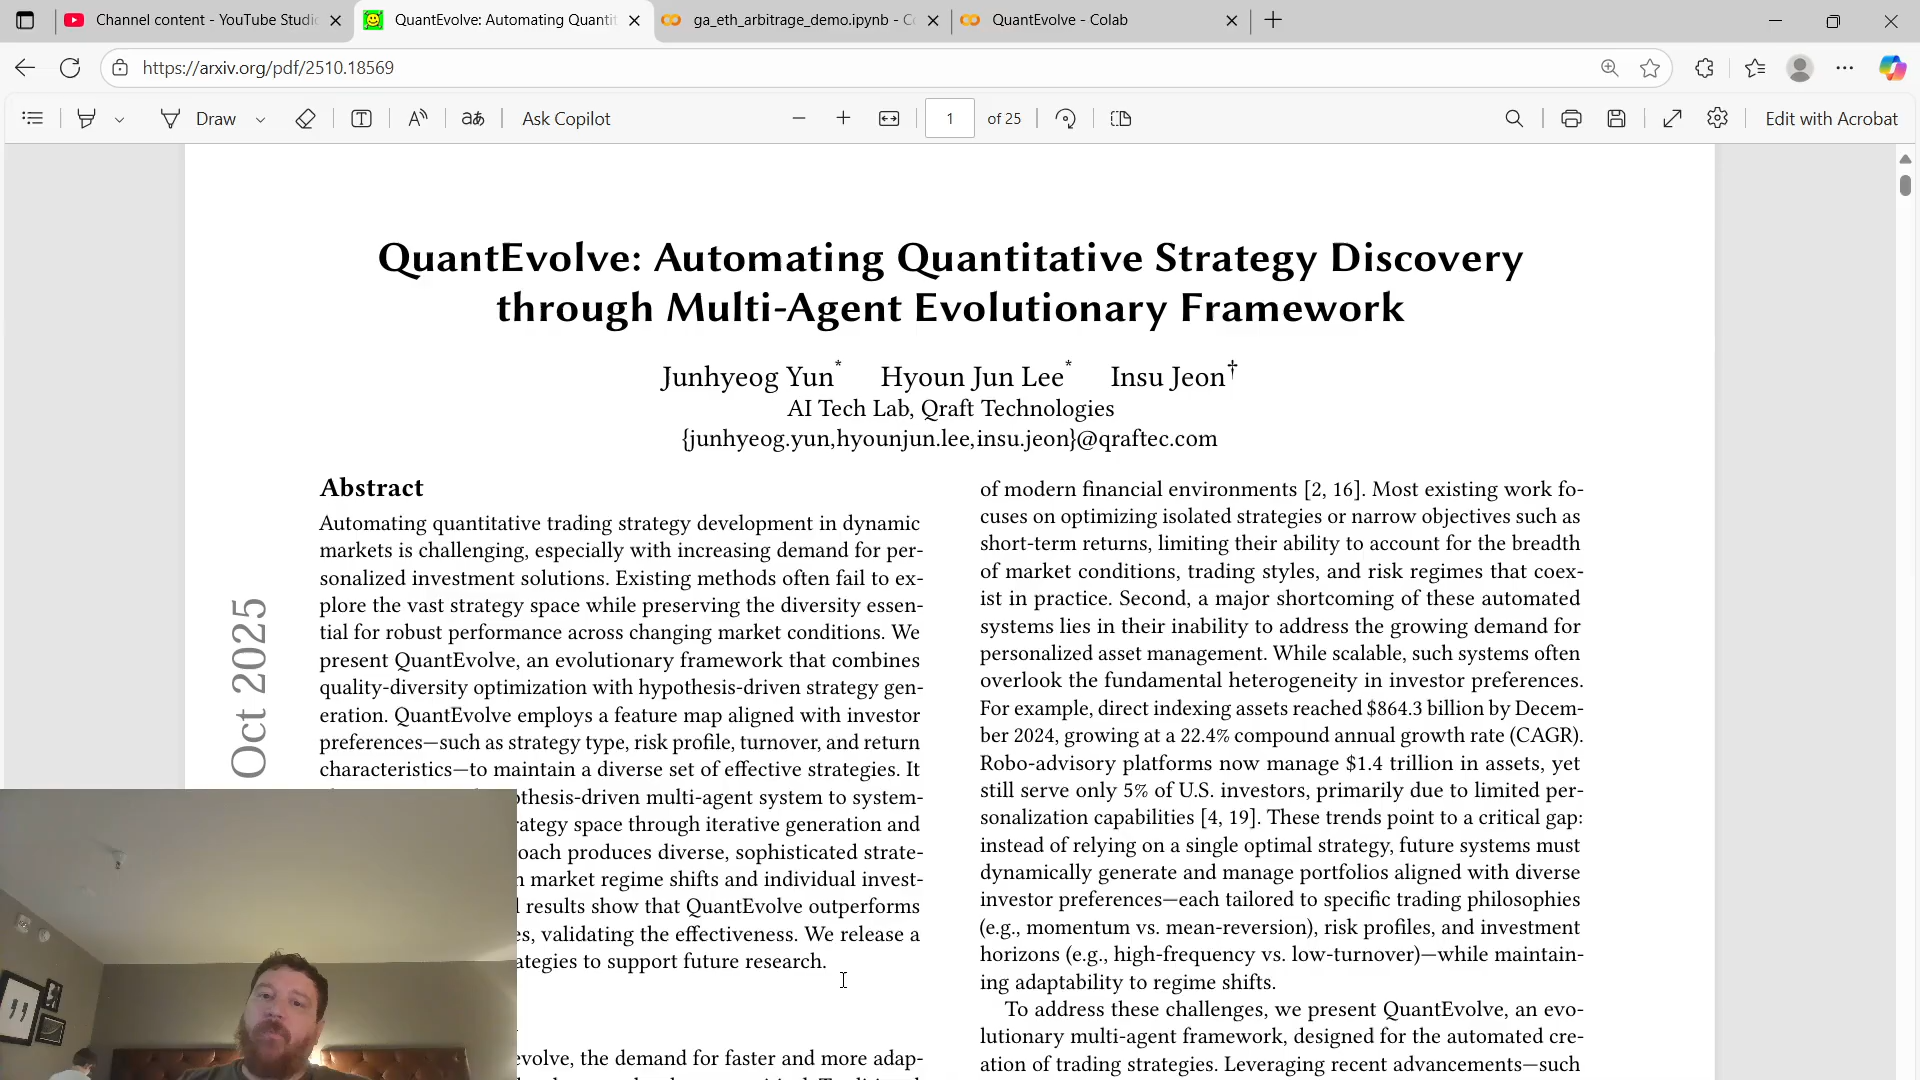 Channel content - YouTube Studi
QuantEvolve: Automating Quantit
ga_eth_arbitrage_demo.ipynb - C
QuantEvolve - Colab
https://arxiv.org/pdf/2510.18569
Draw
Ask Copilot
1
of 25
Edit with Acrobat
QuantEvolve: Automating Quantitative Strategy Discovery
through Multi-Agent Evolutionary Framework
Junhyeog Yun* Hyoun Jun Lee* Insu Jeon†
AI Tech Lab, Qraft Technologies
{junhyeog.yun,hyounjun.lee,insu.jeon}@qraftec.com
Oct 2025
Abstract
Automating quantitative trading strategy development in dynamic
markets is challenging, especially with increasing demand for per-
sonalized investment solutions. Existing methods often fail to ex-
plore the vast strategy space while preserving the diversity essen-
tial for robust performance across changing market conditions. We
present QuantEvolve, an evolutionary framework that combines
quality-diversity optimization with hypothesis-driven strategy gen-
eration. QuantEvolve employs a feature map aligned with investor
preferences—such as strategy type, risk profile, turnover, and return
characteristics—to maintain a diverse set of effective strategies. It
othesis-driven multi-agent system to system-
rategy space through iterative generation and
oach produces diverse, sophisticated strate-
market regime shifts and individual invest-
results show that QuantEvolve outperforms
es, validating the effectiveness. We release a
ategies to support future research.
evolve, the demand for faster and more adap-
of modern financial environments [2, 16]. Most existing work fo-
cuses on optimizing isolated strategies or narrow objectives such as
short-term returns, limiting their ability to account for the breadth
of market conditions, trading styles, and risk regimes that coex-
ist in practice. Second, a major shortcoming of these automated
systems lies in their inability to address the growing demand for
personalized asset management. While scalable, such systems often
overlook the fundamental heterogeneity in investor preferences.
For example, direct indexing assets reached $864.3 billion by Decem-
ber 2024, growing at a 22.4% compound annual growth rate (CAGR).
Robo-advisory platforms now manage $1.4 trillion in assets, yet
still serve only 5% of U.S. investors, primarily due to limited per-
sonalization capabilities [4, 19]. These trends point to a critical gap:
instead of relying on a single optimal strategy, future systems must
dynamically generate and manage portfolios aligned with diverse
investor preferences—each tailored to specific trading philosophies
(e.g., momentum vs. mean-reversion), risk profiles, and investment
horizons (e.g., high-frequency vs. low-turnover)—while maintain-
ing adaptability to regime shifts.
To address these challenges, we present QuantEvolve, an evo-
lutionary multi-agent framework, designed for the automated cre-
ation of trading strategies. Leveraging recent advancements—such